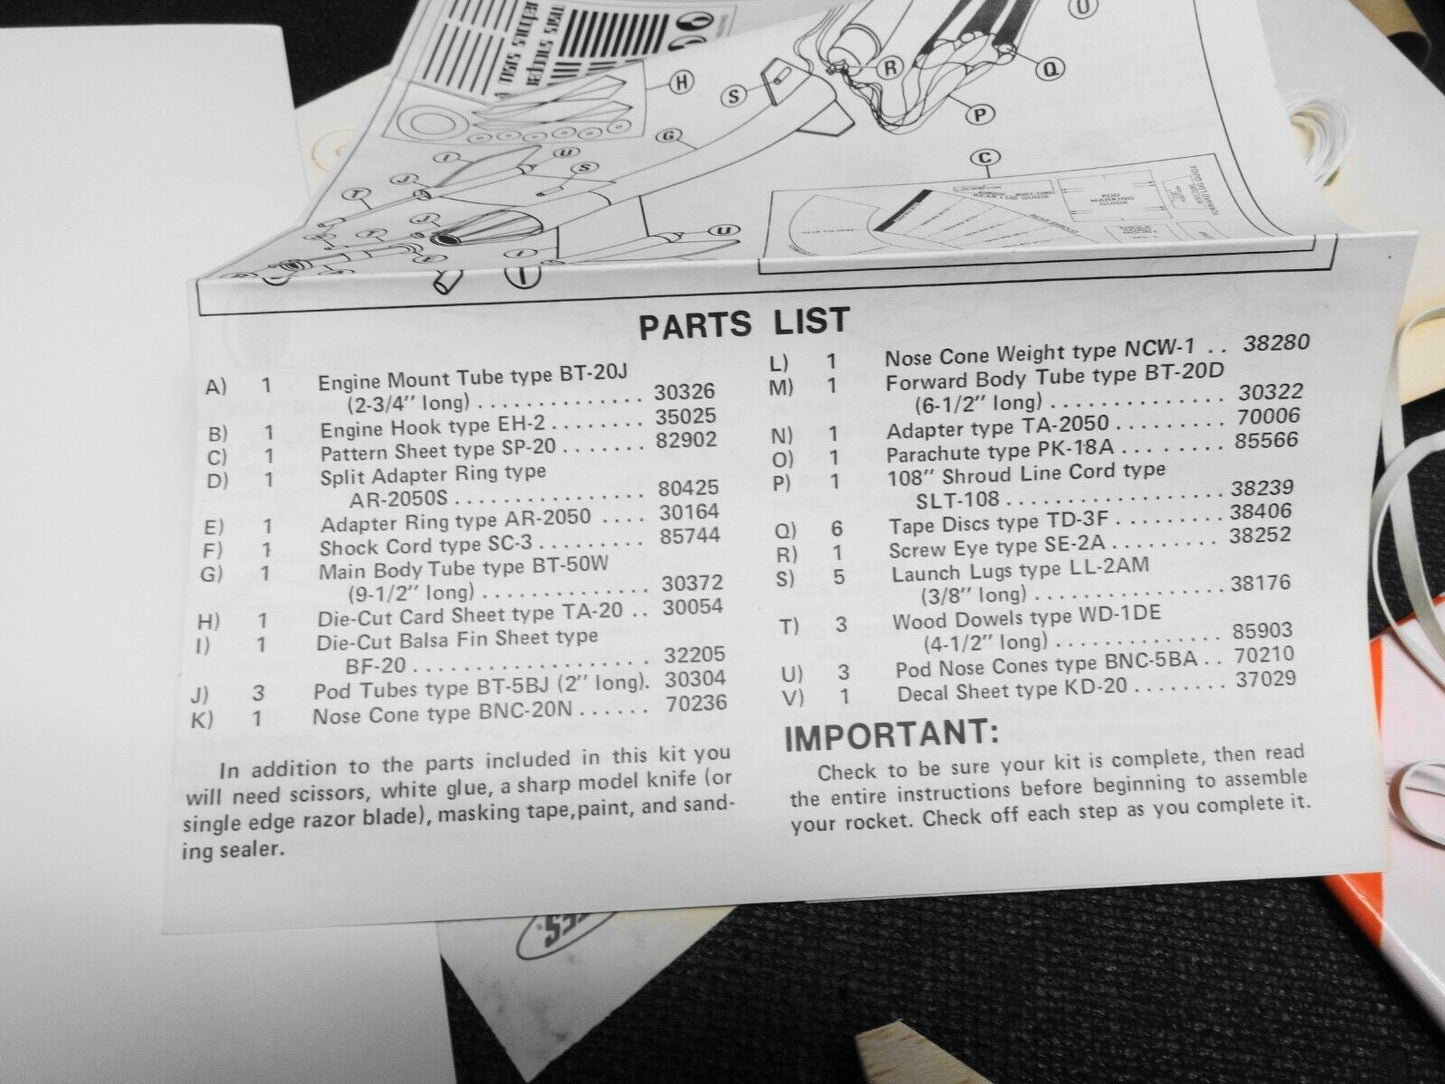 H
S
R
U
Q
P
G
C
I
U
S
J
T
J
T
U
I
REAR LUG GUIDE
POD
MARKING
GUIDE
PARTS LIST
A) 1 Engine Mount Tube type BT-20J
(2-3/4" long) .............. 30326
B) 1 Engine Hook type EH-2 ........ 35025
C) 1 Pattern Sheet type SP-20 ....... 82902
D) 1 Split Adapter Ring type
AR-2050S ................ 80425
E) 1 Adapter Ring type AR-2050 .... 30164
F) 1 Shock Cord type SC-3 ......... 85744
G) 1 Main Body Tube type BT-50W
(9-1/2" long) .............. 30372
H) 1 Die-Cut Card Sheet type TA-20 .. 30054
I) 1 Die-Cut Balsa Fin Sheet type
BF-20 .................... 32205
J) 3 Pod Tubes type BT-5BJ (2" long). 30304
K) 1 Nose Cone type BNC-20N ...... 70236
In addition to the parts included in this kit you
will need scissors, white glue, a sharp model knife (or
single edge razor blade), masking tape,paint, and sand-
ing sealer.
L) 1 Nose Cone Weight type NCW-1 .. 38280
M) 1 Forward Body Tube type BT-20D
(6-1/2" long) ............... 30322
N) 1 Adapter type TA-2050 ......... 70006
O) 1 Parachute type PK-18A ......... 85566
P) 1 108" Shroud Line Cord type
SLT-108 ................... 38239
Q) 6 Tape Discs type TD-3F ......... 38406
R) 1 Screw Eye type SE-2A ......... 38252
S) 5 Launch Lugs type LL-2AM
(3/8" long) ................ 38176
T) 3 Wood Dowels type WD-1DE
(4-1/2" long) .............. 85903
U) 3 Pod Nose Cones type BNC-5BA .. 70210
V) 1 Decal Sheet type KD-20 ........ 37029
IMPORTANT:
Check to be sure your kit is complete, then read
the entire instructions before beginning to assemble
your rocket. Check off each step as you complete it.